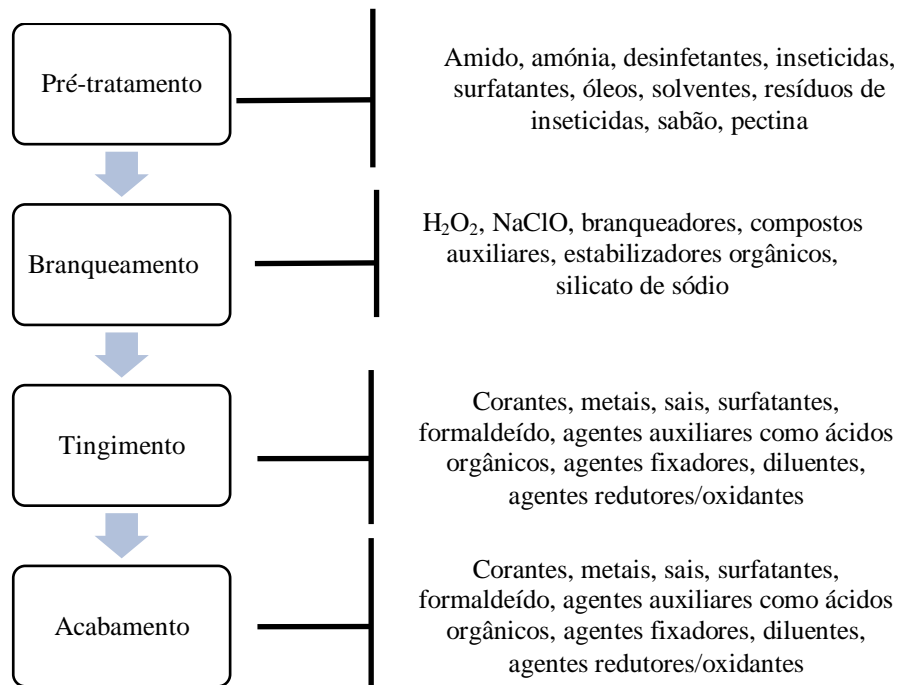 Pré-tratamento
Amido, amónia, desinfetantes, inseticidas,
surfatantes, óleos, solventes, resíduos de
inseticidas, sabão, pectina
Branqueamento
H₂O₂, NaClO, branqueadores, compostos
auxiliares, estabilizadores orgânicos,
silicato de sódio
Tingimento
Corantes, metais, sais, surfatantes,
formaldeído, agentes auxiliares como ácidos
orgânicos, agentes fixadores, diluentes,
agentes redutores/oxidantes
Acabamento
Corantes, metais, sais, surfatantes,
formaldeído, agentes auxiliares como ácidos
orgânicos, agentes fixadores, diluentes,
agentes redutores/oxidantes